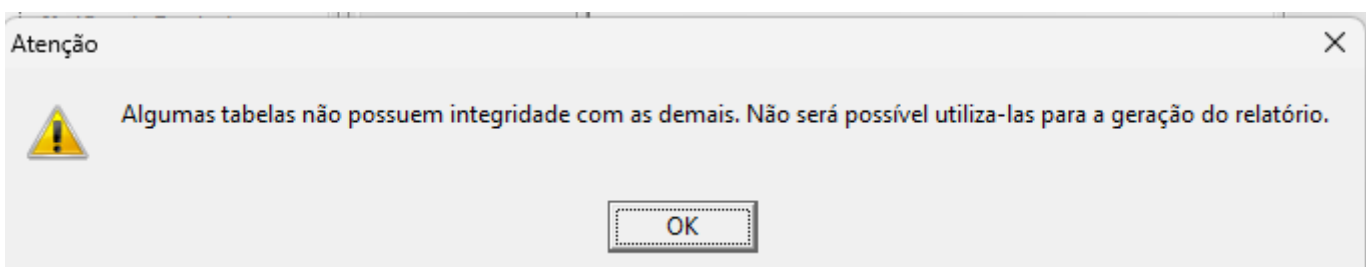 Atenção
Algumas tabelas não possuem integridade com as demais. Não será possível utiliza-las para a geração do relatório.
OK